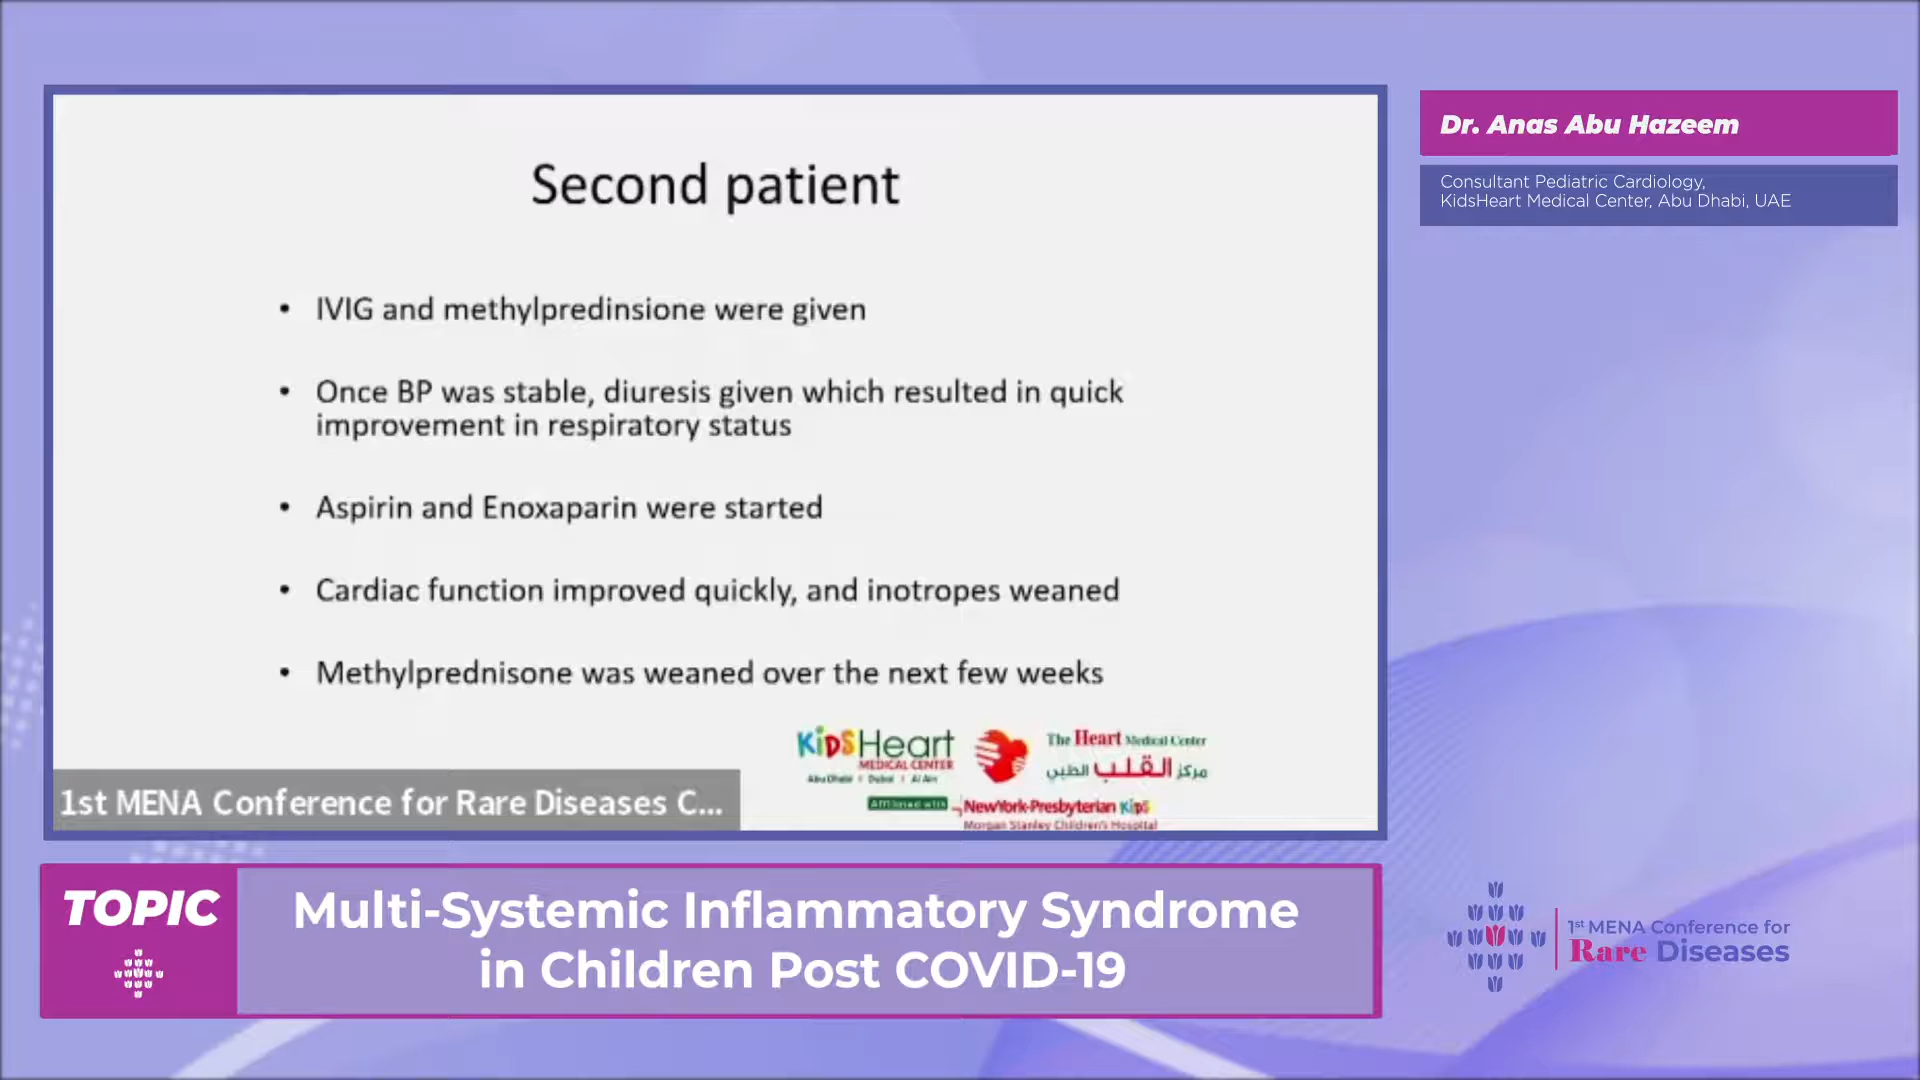 Second patient
• IVIG and methylpredinsione were given
• Once BP was stable, diuresis given which resulted in quick
improvement in respiratory status
• Aspirin and Enoxaparin were started
• Cardiac function improved quickly, and inotropes weaned
• Methylprednisone was weaned over the next few weeks
KiDSHeart
MEDICAL CENTER
Abu Dhabi | Dubai | Al Ain
The Heart Medical Center
مركز القلب الطبي
Affiliated with
NewYork-Presbyterian Kids
Morgan Stanley Children's Hospital
1st MENA Conference for Rare Diseases C...
Dr. Anas Abu Hazeem
Consultant Pediatric Cardiology,
KidsHeart Medical Center, Abu Dhabi, UAE
TOPIC
Multi-Systemic Inflammatory Syndrome
in Children Post COVID-19
1st MENA Conference for
Rare Diseases